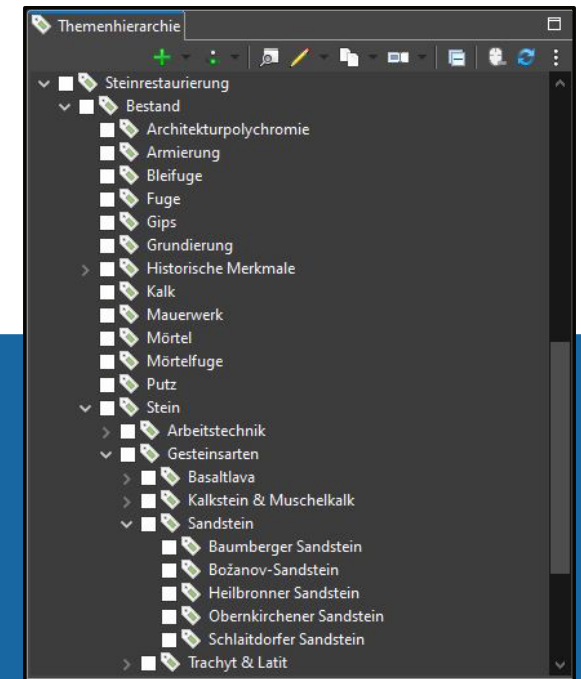 Themenhierarchie
Steinrestaurierung
Bestand
Architekturpolychromie
Armierung
Bleifuge
Fuge
Gips
Grundierung
Historische Merkmale
Kalk
Mauerwerk
Mörtel
Mörtelfuge
Putz
Stein
Arbeitstechnik
Gesteinsarten
Basaltlava
Kalkstein & Muschelkalk
Sandstein
Baumberger Sandstein
Božanov-Sandstein
Heilbronner Sandstein
Obernkirchener Sandstein
Schlaitdorfer Sandstein
Trachyt & Latit